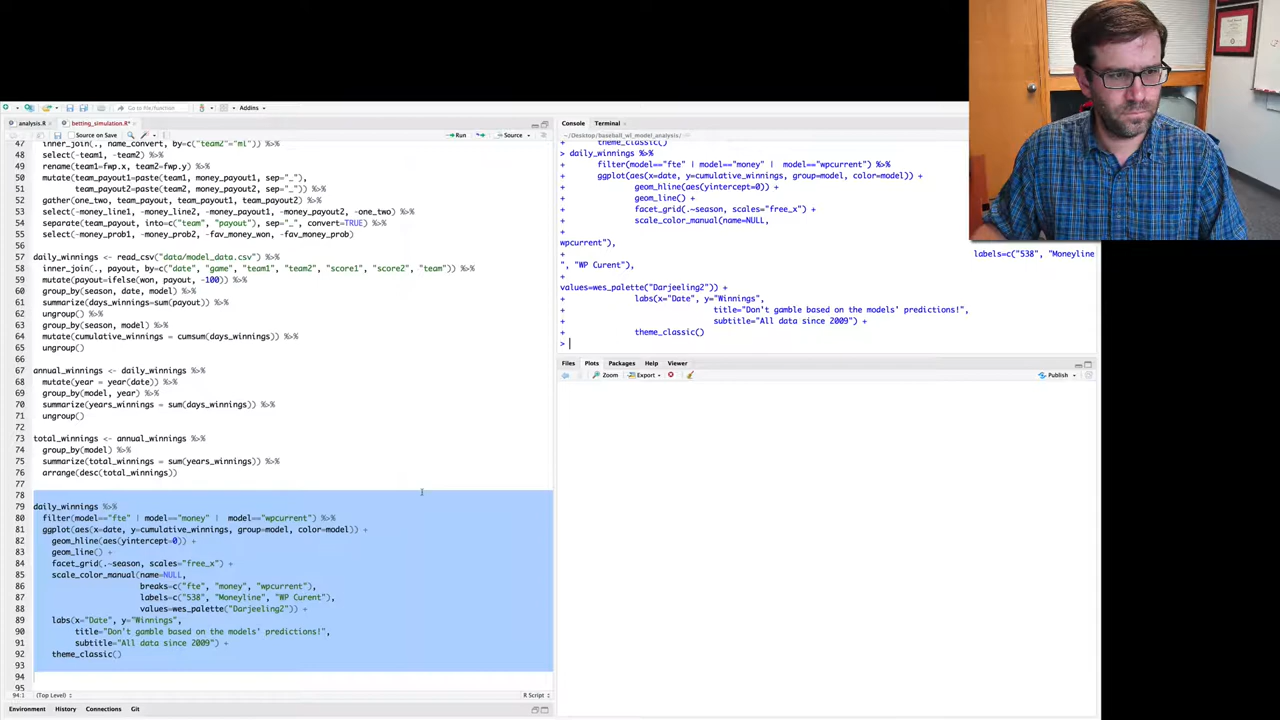 Go to file/function
Addins
analysis.R
betting_simulation.R*
Source on Save
Run
Source
47 inner_join(., name_convert, by=c("team2"="ml")) %>%
48 select(-team1, -team2) %>%
49 rename(team1=fwp.x, team2=fwp.y) %>%
50 mutate(team_payout1=paste(team1, money_payout1, sep="_"),
51 team_payout2=paste(team2, money_payout2, sep="_")) %>%
52 gather(one_two, team_payout, team_payout1, team_payout2) %>%
53 select(-money_line1, -money_line2, -money_payout1, -money_payout2, -one_two) %>%
54 separate(team_payout, into=c("team", "payout"), sep="_", convert=TRUE) %>%
55 select(-money_prob1, -money_prob2, -fav_money_won, -fav_money_prob)
56
57 daily_winnings <- read_csv("data/model_data.csv") %>%
58 inner_join(., payout, by=c("date", "game", "team1", "team2", "score1", "score2", "team")) %>%
59 mutate(payout=ifelse(won, payout, -100)) %>%
60 group_by(season, date, model) %>%
61 summarize(days_winnings=sum(payout)) %>%
62 ungroup() %>%
63 group_by(season, model) %>%
64 mutate(cumulative_winnings = cumsum(days_winnings)) %>%
65 ungroup()
66
67 annual_winnings <- daily_winnings %>%
68 mutate(year = year(date)) %>%
69 group_by(model, year) %>%
70 summarize(years_winnings = sum(days_winnings)) %>%
71 ungroup()
72
73 total_winnings <- annual_winnings %>%
74 group_by(model) %>%
75 summarize(total_winnings = sum(years_winnings)) %>%
76 arrange(desc(total_winnings))
77
78
79 daily_winnings %>%
80 filter(model=="fte" | model=="money" | model=="wpcurrent") %>%
81 ggplot(aes(x=date, y=cumulative_winnings, group=model, color=model)) +
82 geom_hline(aes(yintercept=0)) +
83 geom_line() +
84 facet_grid(.~season, scales="free_x") +
85 scale_color_manual(name=NULL,
86 breaks=c("fte", "money", "wpcurrent"),
87 labels=c("538", "Moneyline", "WP Curent"),
88 values=wes_palette("Darjeeling2")) +
89 labs(x="Date", y="Winnings",
90 title="Don't gamble based on the models' predictions!",
91 subtitle="All data since 2009") +
92 theme_classic()
93
94
95
94:1 (Top Level) R Script
Environment History Connections Git
Console Terminal
~/Desktop/baseball_wl_model_analysis/
+ theme_classic()
> daily_winnings %>%
+ filter(model=="fte" | model=="money" | model=="wpcurrent") %>%
+ ggplot(aes(x=date, y=cumulative_winnings, group=model, color=model)) +
+ geom_hline(aes(yintercept=0)) +
+ geom_line() +
+ facet_grid(.~season, scales="free_x") +
+ scale_color_manual(name=NULL,
+
wpcurrent"),
+ labels=c("538", "Moneyline
", "WP Curent"),
+
values=wes_palette("Darjeeling2")) +
+ labs(x="Date", y="Winnings",
+ title="Don't gamble based on the models' predictions!",
+ subtitle="All data since 2009") +
+ theme_classic()
>
Files Plots Packages Help Viewer
Zoom Export Publish